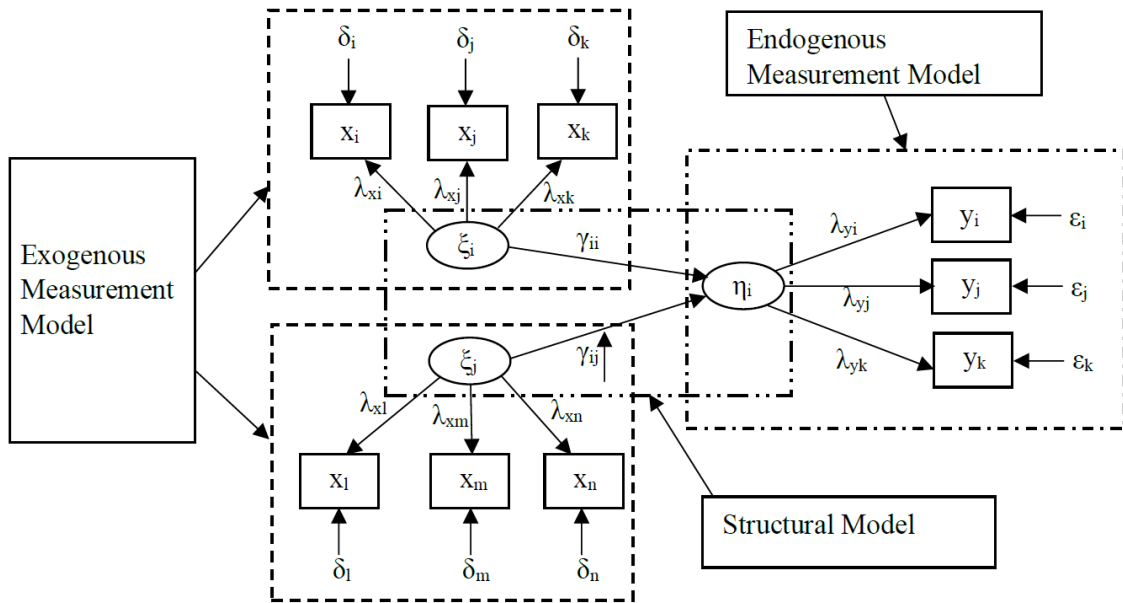 δi δj δk
xi xj xk
λxi λxj λxk
ξi
γii
Exogenous
Measurement
Model
ξj
γij
λxl λxm λxn
xl xm xn
δl δm δn
Endogenous
Measurement Model
ηi
λyi yi εi
λyj yj εj
λyk yk εk
Structural Model